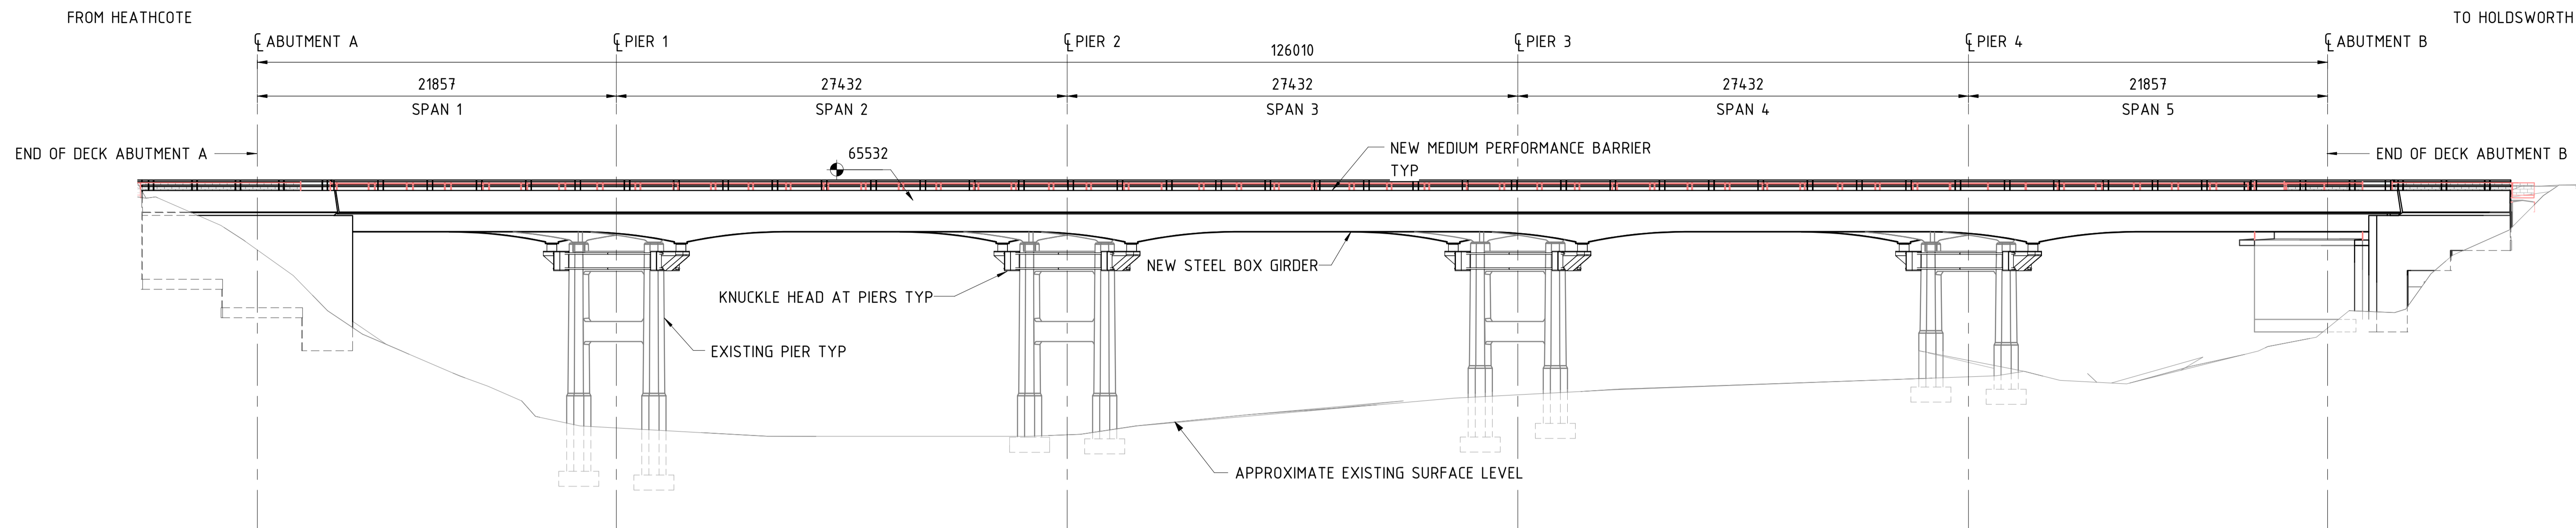 FROM HEATHCOTE
TO HOLDSWORTH
℄ ABUTMENT A
℄ PIER 1
℄ PIER 2
℄ PIER 3
℄ PIER 4
℄ ABUTMENT B
126010
21857
27432
27432
27432
21857
SPAN 1
SPAN 2
SPAN 3
SPAN 4
SPAN 5
END OF DECK ABUTMENT A
65532
NEW MEDIUM PERFORMANCE BARRIER
TYP
END OF DECK ABUTMENT B
NEW STEEL BOX GIRDER
KNUCKLE HEAD AT PIERS TYP
EXISTING PIER TYP
APPROXIMATE EXISTING SURFACE LEVEL